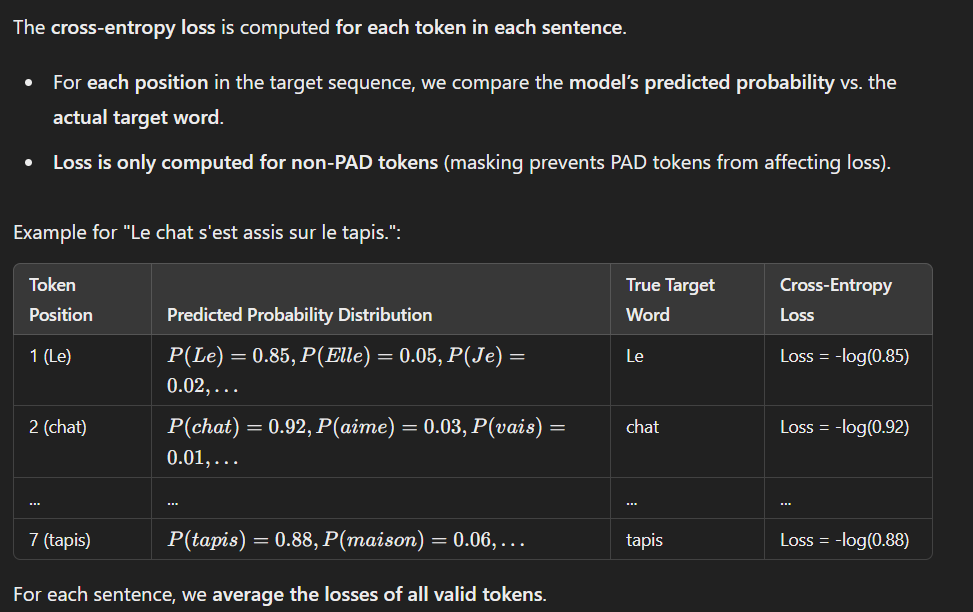 The cross-entropy loss is computed for each token in each sentence.
• For each position in the target sequence, we compare the model's predicted probability vs. the
actual target word.
• Loss is only computed for non-PAD tokens (masking prevents PAD tokens from affecting loss).
Example for "Le chat s'est assis sur le tapis.":
Token
Position
Predicted Probability Distribution
True Target
Word
Cross-Entropy
Loss
1 (Le)
P(Le) = 0.85, P(Elle) = 0.05, P(Je) =
0.02, . . .
Le
Loss = -log(0.85)
2 (chat)
P(chat) = 0.92, P(aime) = 0.03, P(vais) =
0.01, . . .
chat
Loss = -log(0.92)
...
...
...
...
7 (tapis)
P(tapis) = 0.88, P(maison) = 0.06, . . .
tapis
Loss = -log(0.88)
For each sentence, we average the losses of all valid tokens.